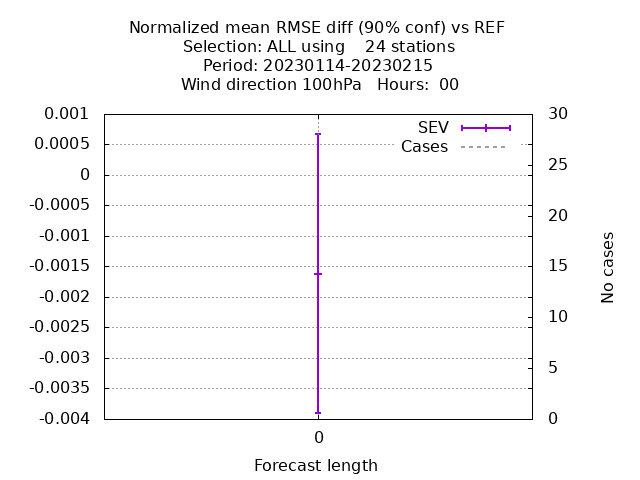 Normalized mean RMSE diff (90% conf) vs REF
Selection: ALL using    24 stations
Period: 20230114-20230215
Wind direction 100hPa   Hours:  00
0.001
0.0005
0
-0.0005
-0.001
-0.0015
-0.002
-0.0025
-0.003
-0.0035
-0.004
SEV
Cases
30
25
20
15
10
5
0
No cases
0
Forecast length